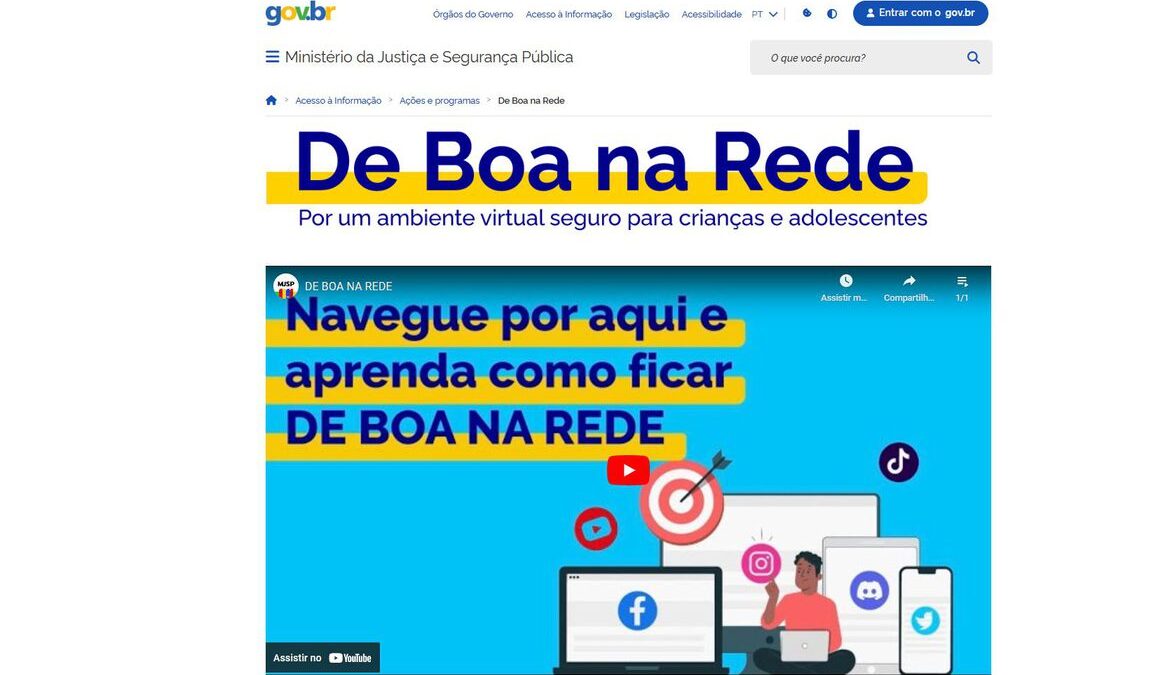 gov.br
Órgãos do Governo Acesso à Informação Legislação Acessibilidade PT
Entrar com o gov.br
Ministério da Justiça e Segurança Pública
O que você procura?
Acesso à Informação > Ações e programas > De Boa na Rede
De Boa na Rede
Por um ambiente virtual seguro para crianças e adolescentes
MJSP
DE BOA NA REDE
Assistir m... Compartilh... 1/1
Navegue por aqui e
aprenda como ficar
DE BOA NA REDE
Assistir no YouTube